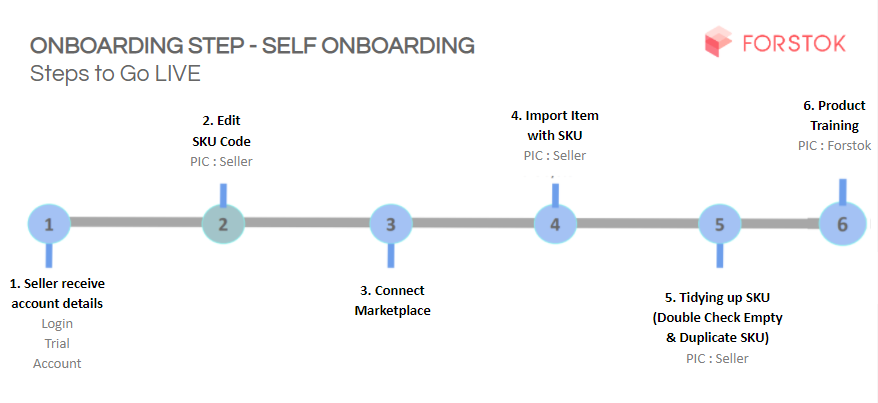 ONBOARDING STEP - SELF ONBOARDING
Steps to Go LIVE
FORSTOK
1
2
3
4
5
6
1. Seller receive
account details
Login
Trial
Account
2. Edit
SKU Code
PIC : Seller
3. Connect
Marketplace
4. Import Item
with SKU
PIC : Seller
5. Tidying up SKU
(Double Check Empty
& Duplicate SKU)
PIC : Seller
6. Product
Training
PIC : Forstok